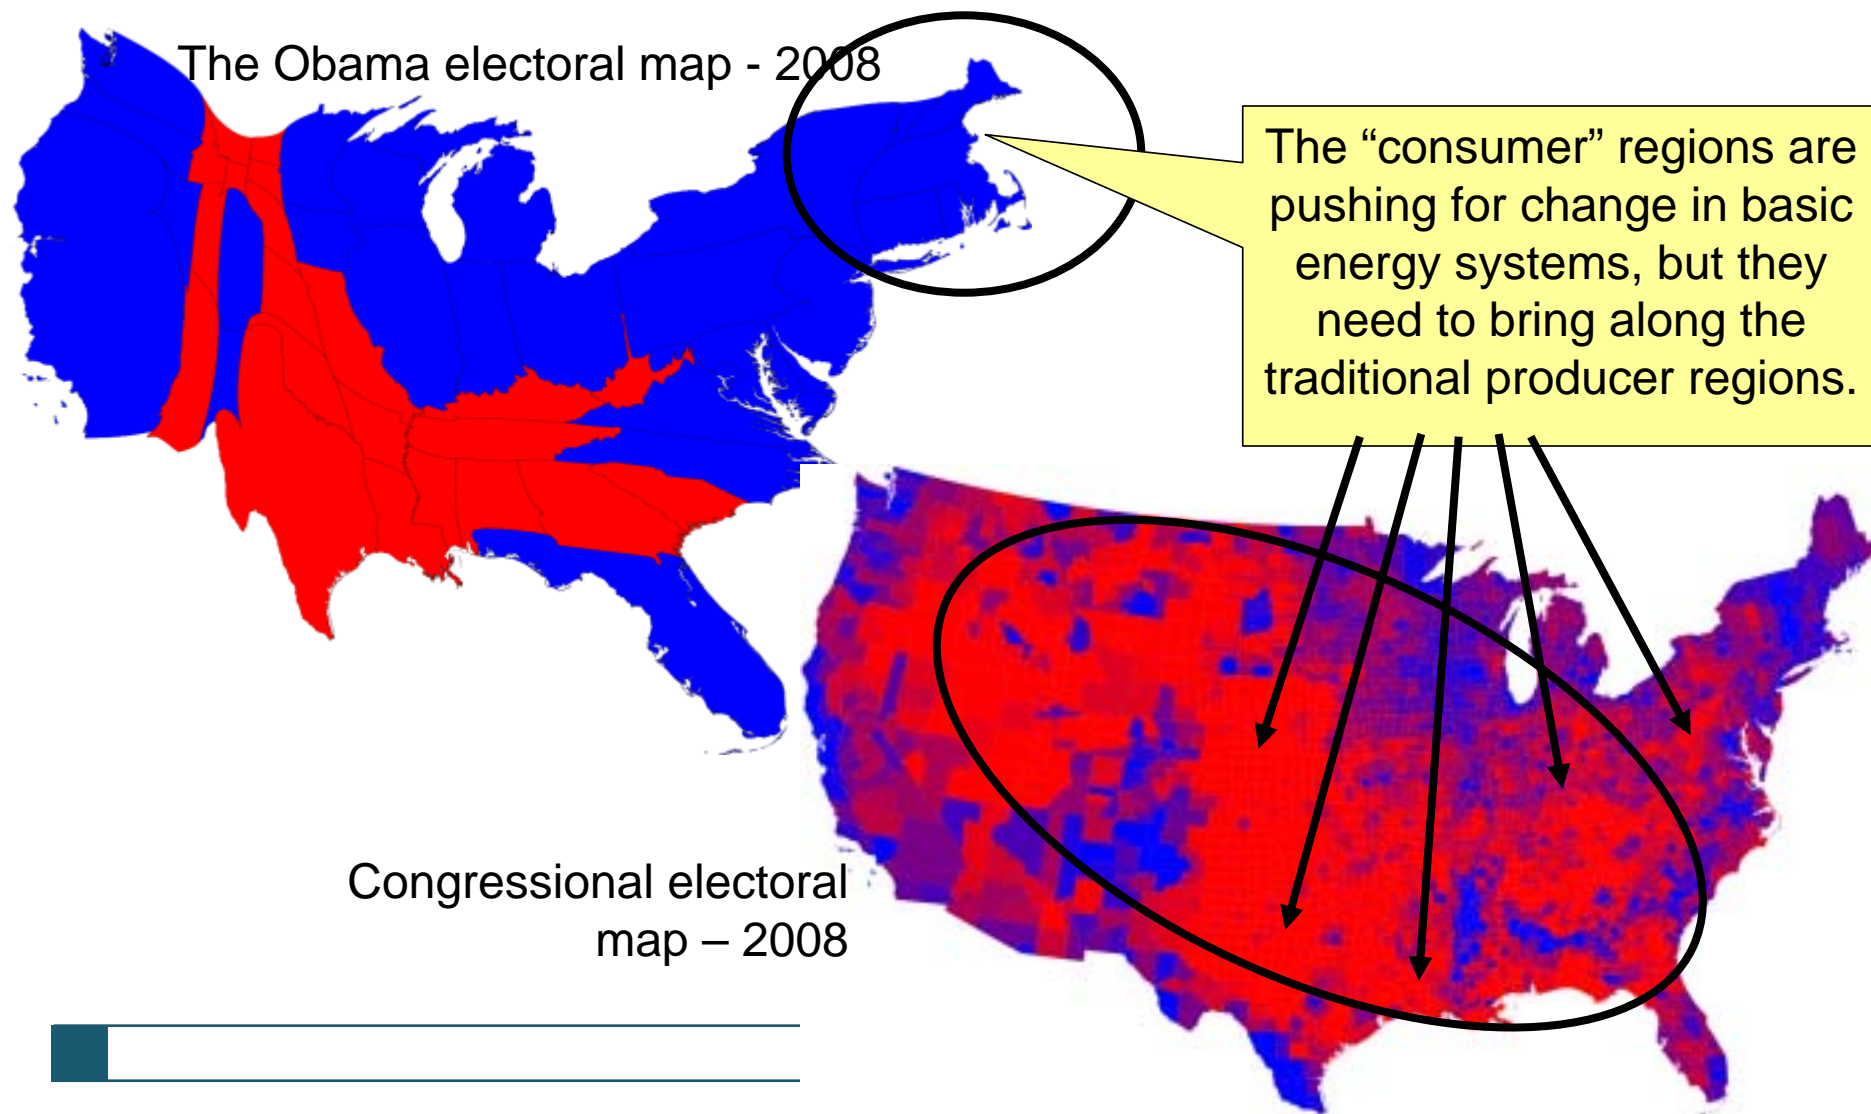 The Obama electoral map - 2008
The “consumer” regions are
pushing for change in basic
energy systems, but they
need to bring along the
traditional producer regions.
Congressional electoral
map – 2008